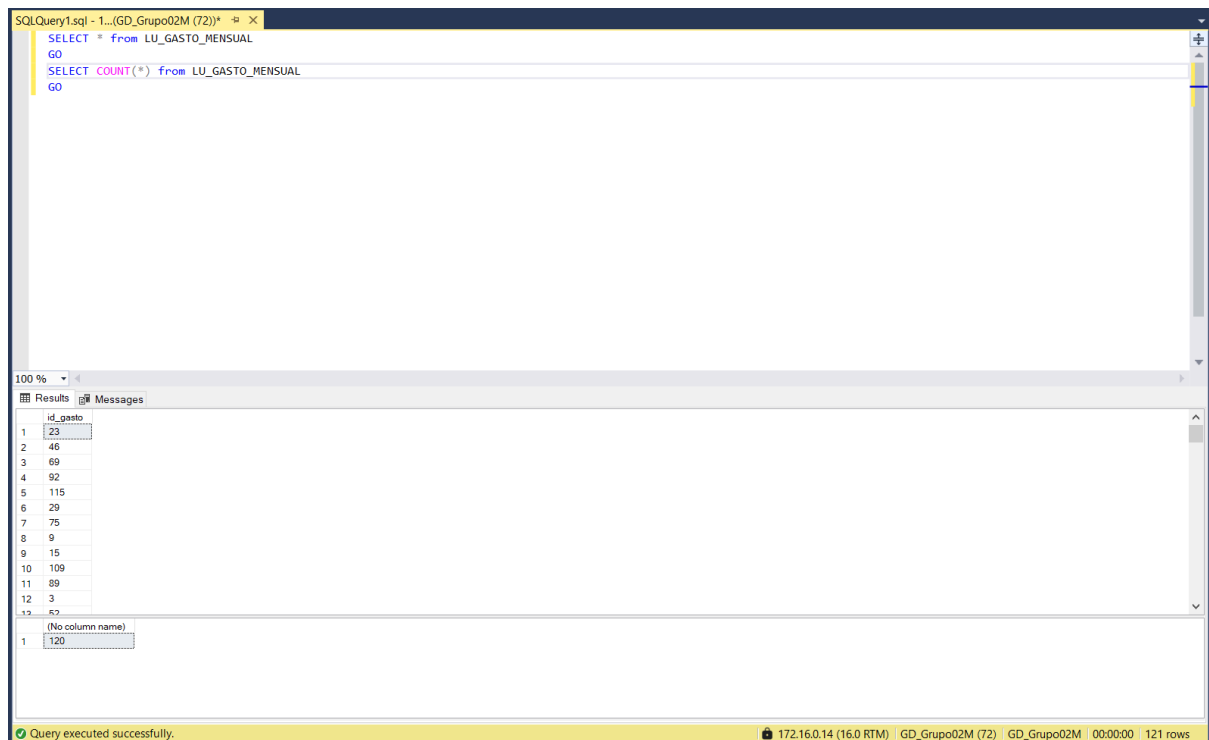 SQLQuery1.sql - 1...(GD_Grupo02M (72))*
SELECT * from LU_GASTO_MENSUAL
GO
SELECT COUNT(*) from LU_GASTO_MENSUAL
GO
100 %
Results Messages
id_gasto
1 23
2 46
3 69
4 92
5 115
6 29
7 75
8 9
9 15
10 109
11 89
12 3
13 52
(No column name)
1 120
Query executed successfully. 172.16.0.14 (16.0 RTM) GD_Grupo02M (72) GD_Grupo02M 00:00:00 121 rows